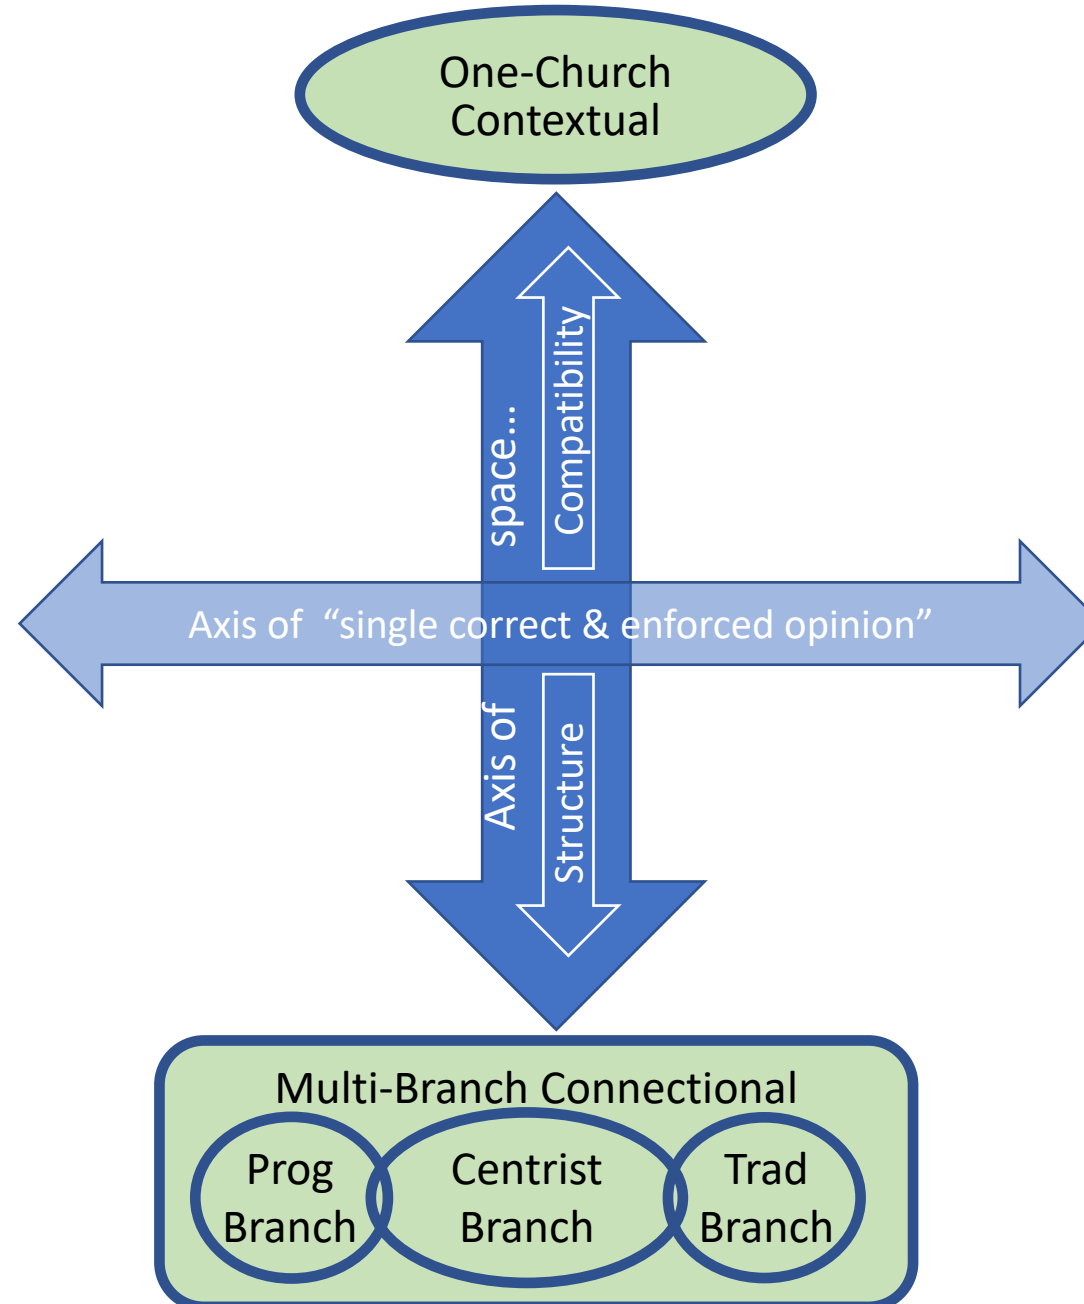 One-Church
Contextual
Compatibility
space...
Axis of  “single correct & enforced opinion”
Axis of
Structure
Multi-Branch Connectional
Prog
Branch
Centrist
Branch
Trad
Branch